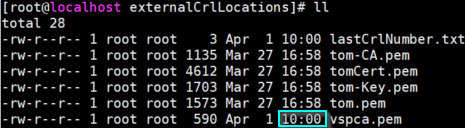 [root@localhost externalCrlLocations]# ll
total 28
-rw-r--r-- 1 root root    3 Apr  1 10:00 lastCrlNumber.txt
-rw-r--r-- 1 root root 1135 Mar 27 16:58 tom-CA.pem
-rw-r--r-- 1 root root 4612 Mar 27 16:58 tomCert.pem
-rw-r--r-- 1 root root 1703 Mar 27 16:58 tom-Key.pem
-rw-r--r-- 1 root root 1573 Mar 27 16:58 tom.pem
-rw-r--r-- 1 root root  590 Apr  1 10:00 vspca.pem